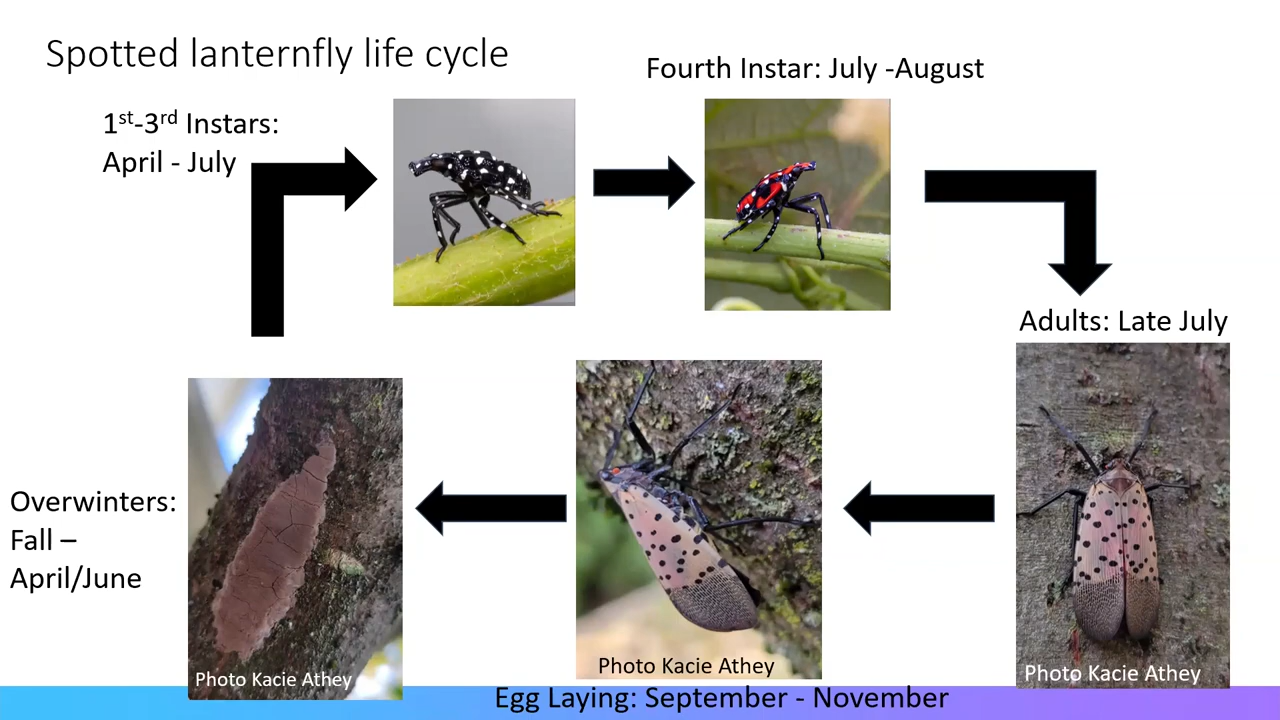 Spotted lanternfly life cycle
Fourth Instar: July -August
1st-3rd Instars:
April - July
Adults: Late July
Overwinters:
Fall –
April/June
Photo Kacie Athey
Photo Kacie Athey
Photo Kacie Athey
Egg Laying: September - November